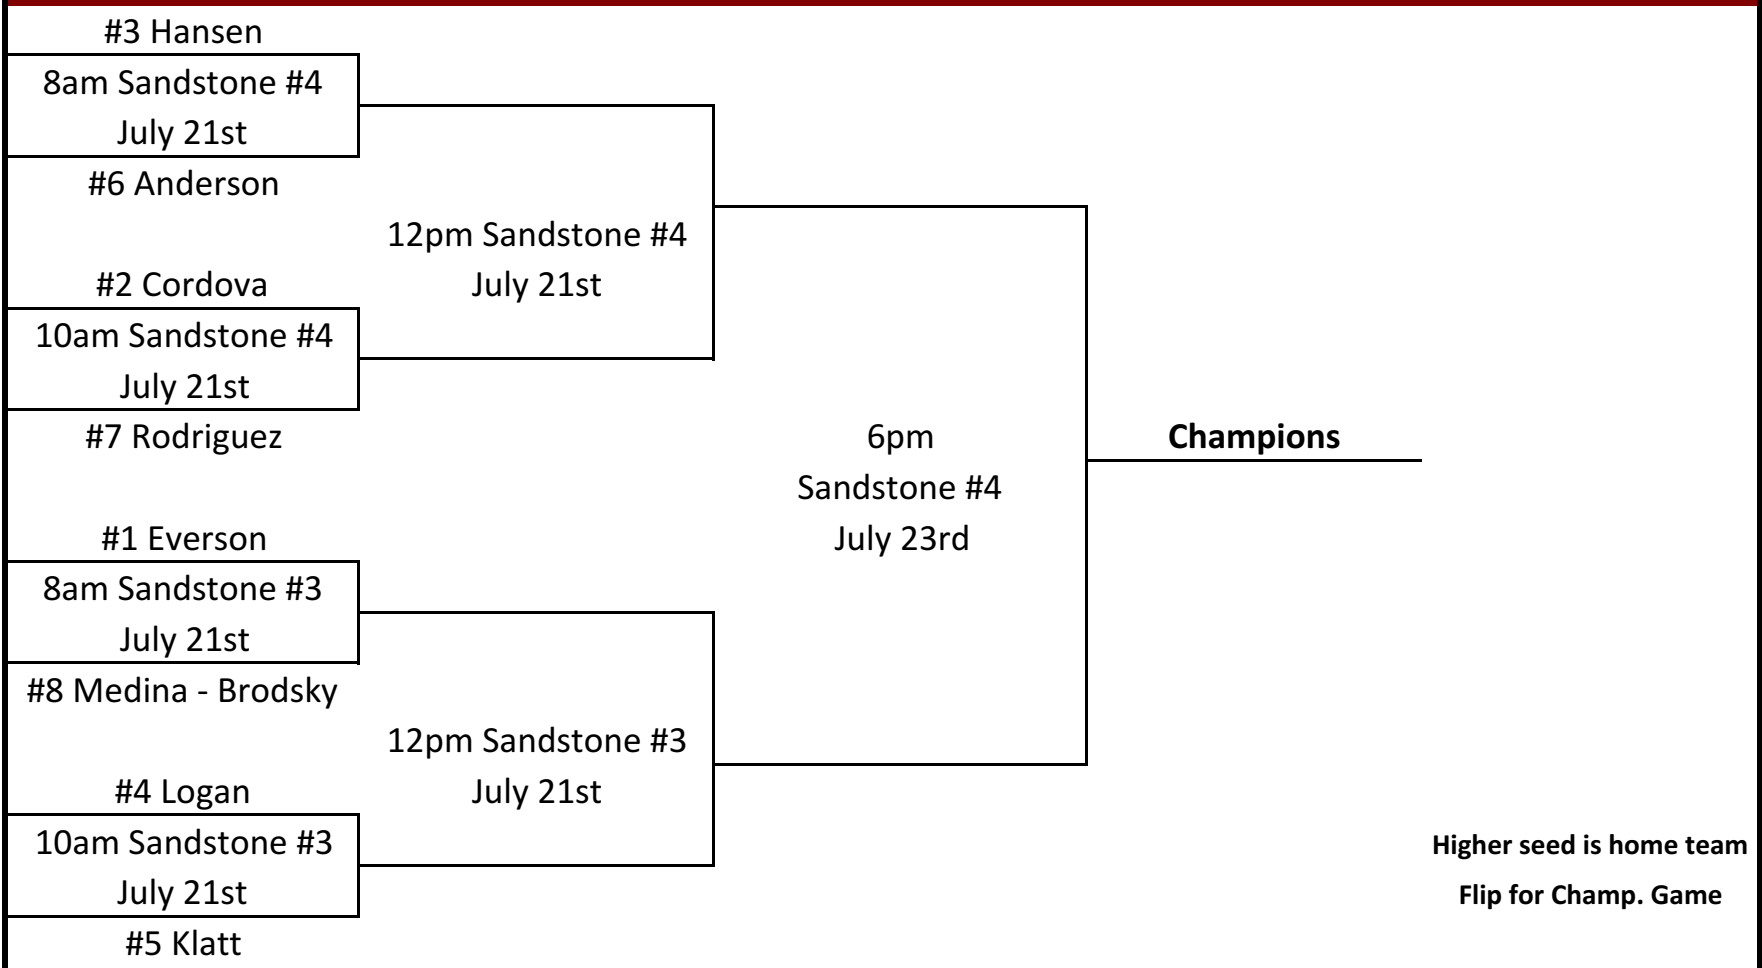 #3 Hansen
8am Sandstone #4
July 21st
#6 Anderson
12pm Sandstone #4
July 21st
#2 Cordova
10am Sandstone #4
July 21st
#7 Rodriguez
6pm
Sandstone #4
July 23rd
Champions
#1 Everson
8am Sandstone #3
July 21st
#8 Medina - Brodsky
12pm Sandstone #3
July 21st
#4 Logan
10am Sandstone #3
July 21st
#5 Klatt
Higher seed is home team
Flip for Champ. Game